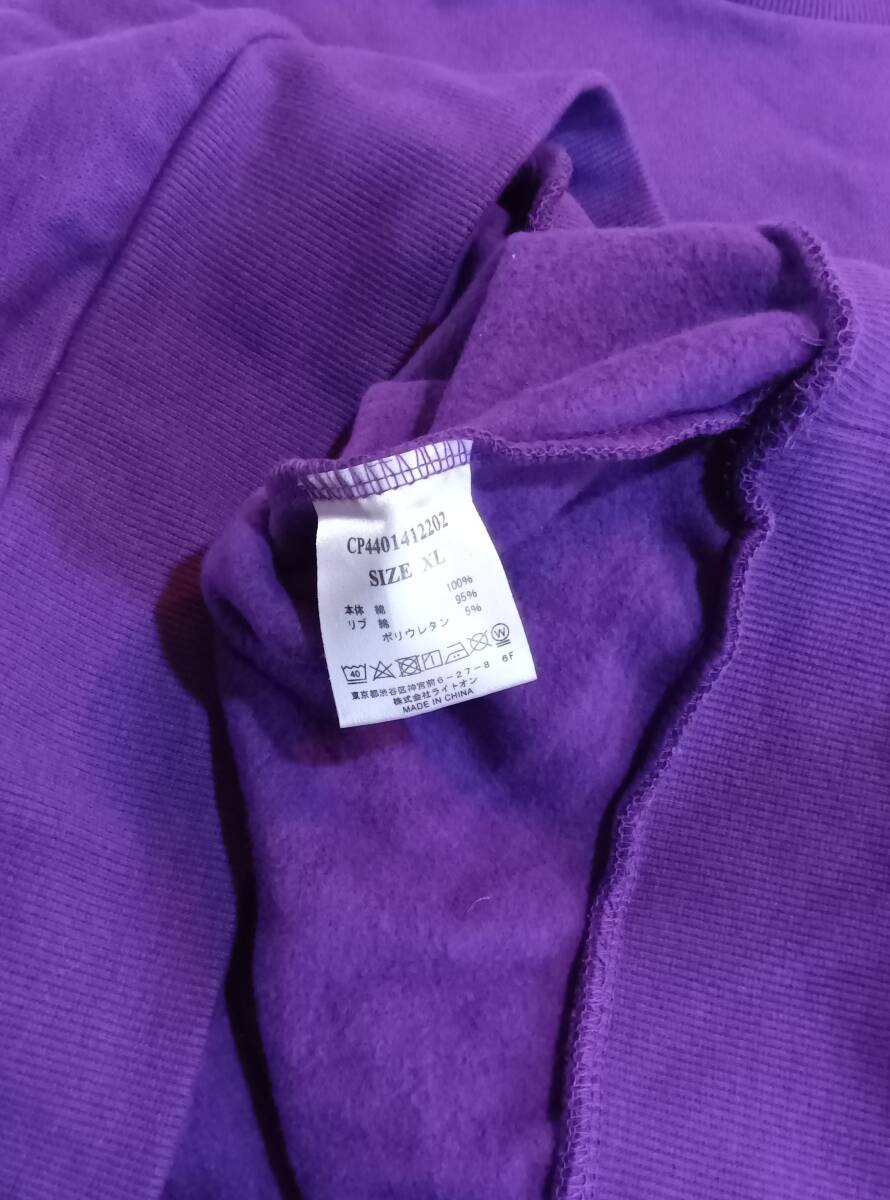 CP4401412202
SIZE XL
100%
本体 綿 95%
リブ 綿 5%
ポリウレタン
40 W
東京都渋谷区神宮前6-27-8 6F
株式会社ライトオン
MADE IN CHINA